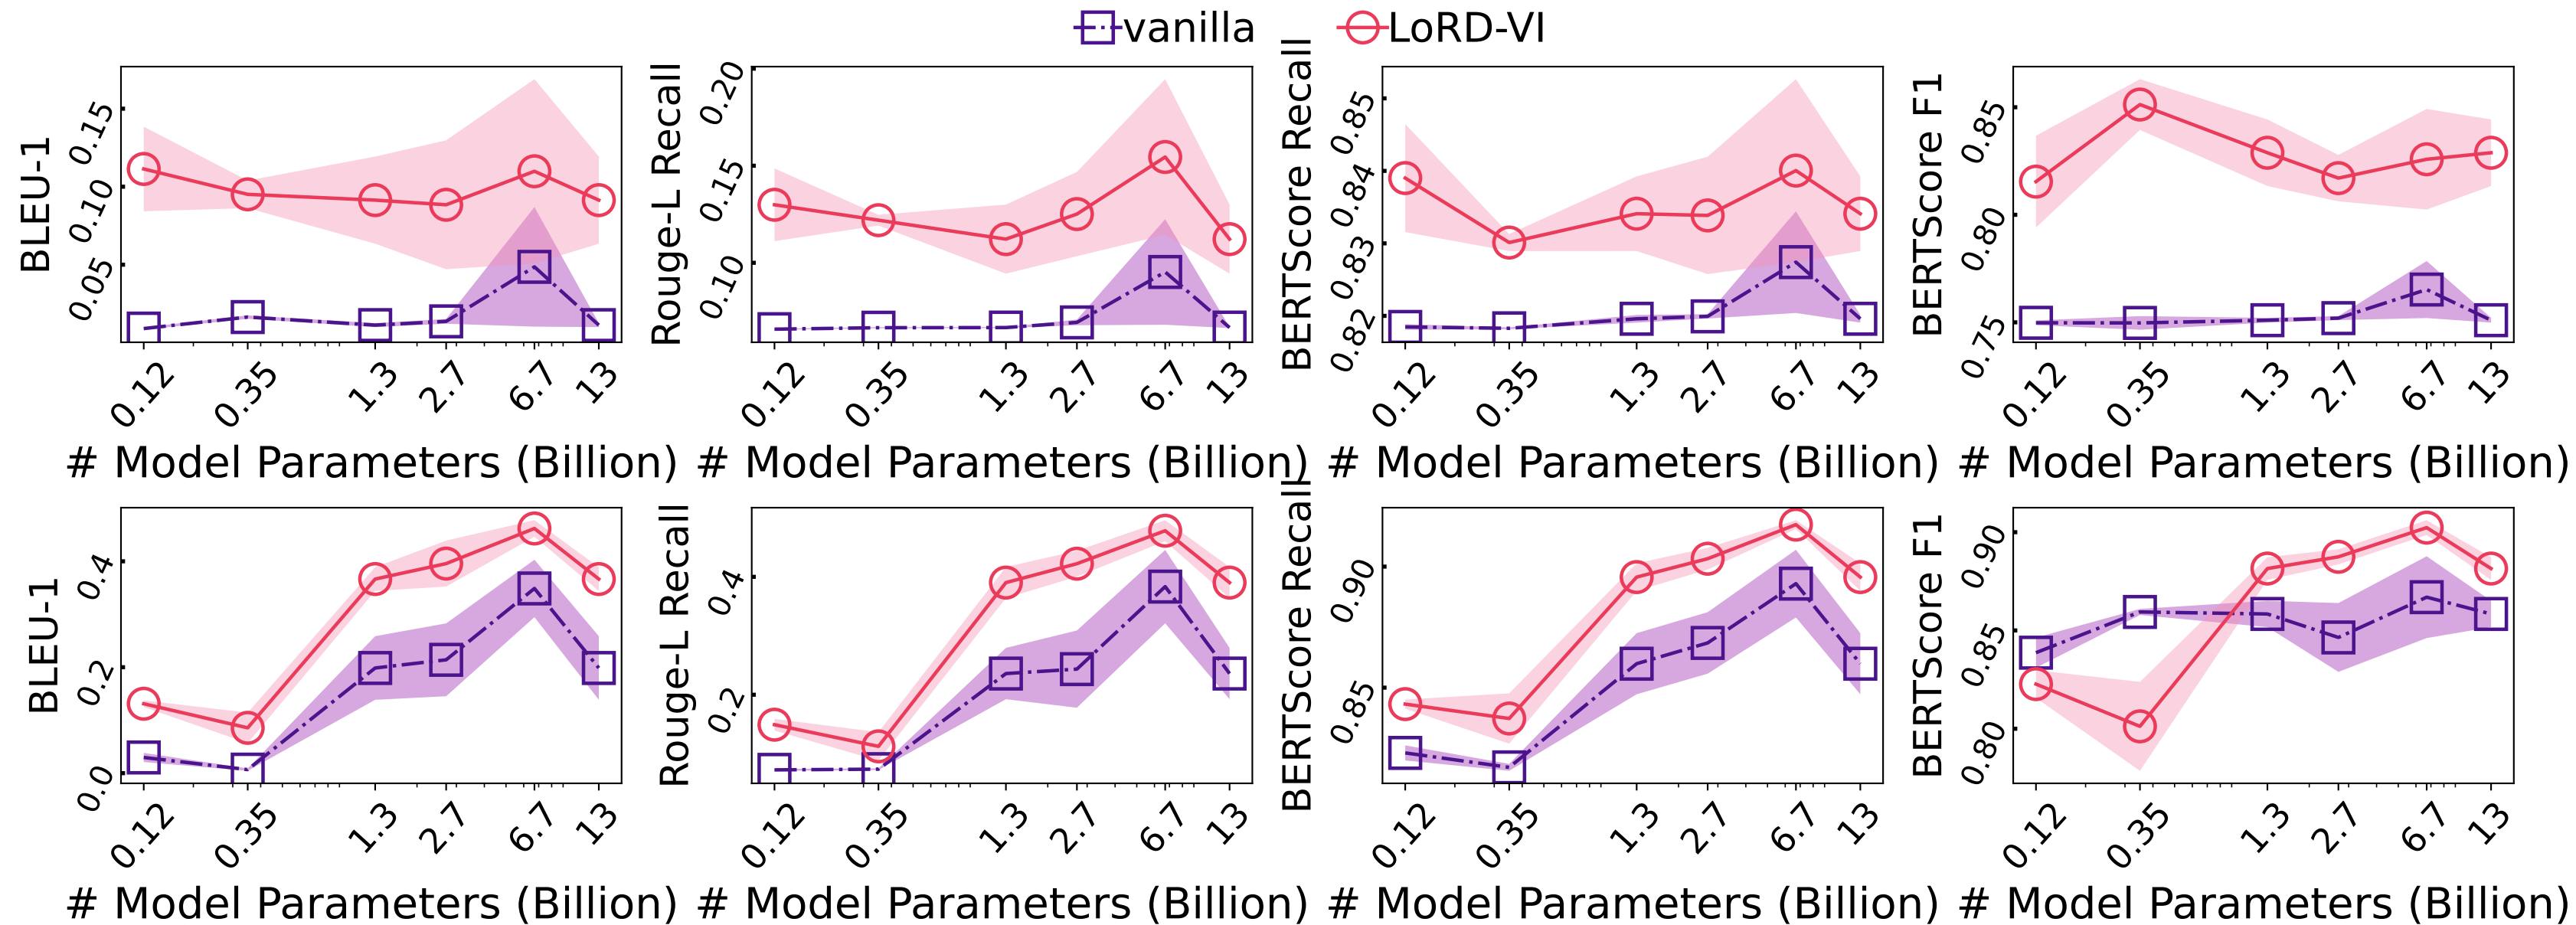 vanilla LoRD-VI
BLEU-1
0.15
0.10
0.05
0.12 0.35 1.3 2.7 6.7 13
# Model Parameters (Billion)
Rouge-L Recall
0.20
0.15
0.10
0.12 0.35 1.3 2.7 6.7 13
# Model Parameters (Billion)
BERTScore Recall
0.85
0.84
0.83
0.82
0.12 0.35 1.3 2.7 6.7 13
# Model Parameters (Billion)
BERTScore F1
0.85
0.80
0.75
0.12 0.35 1.3 2.7 6.7 13
# Model Parameters (Billion)
BLEU-1
0.4
0.2
0.0
0.12 0.35 1.3 2.7 6.7 13
# Model Parameters (Billion)
Rouge-L Recall
0.4
0.2
0.12 0.35 1.3 2.7 6.7 13
# Model Parameters (Billion)
BERTScore Recall
0.90
0.85
0.12 0.35 1.3 2.7 6.7 13
# Model Parameters (Billion)
BERTScore F1
0.90
0.85
0.80
0.12 0.35 1.3 2.7 6.7 13
# Model Parameters (Billion)